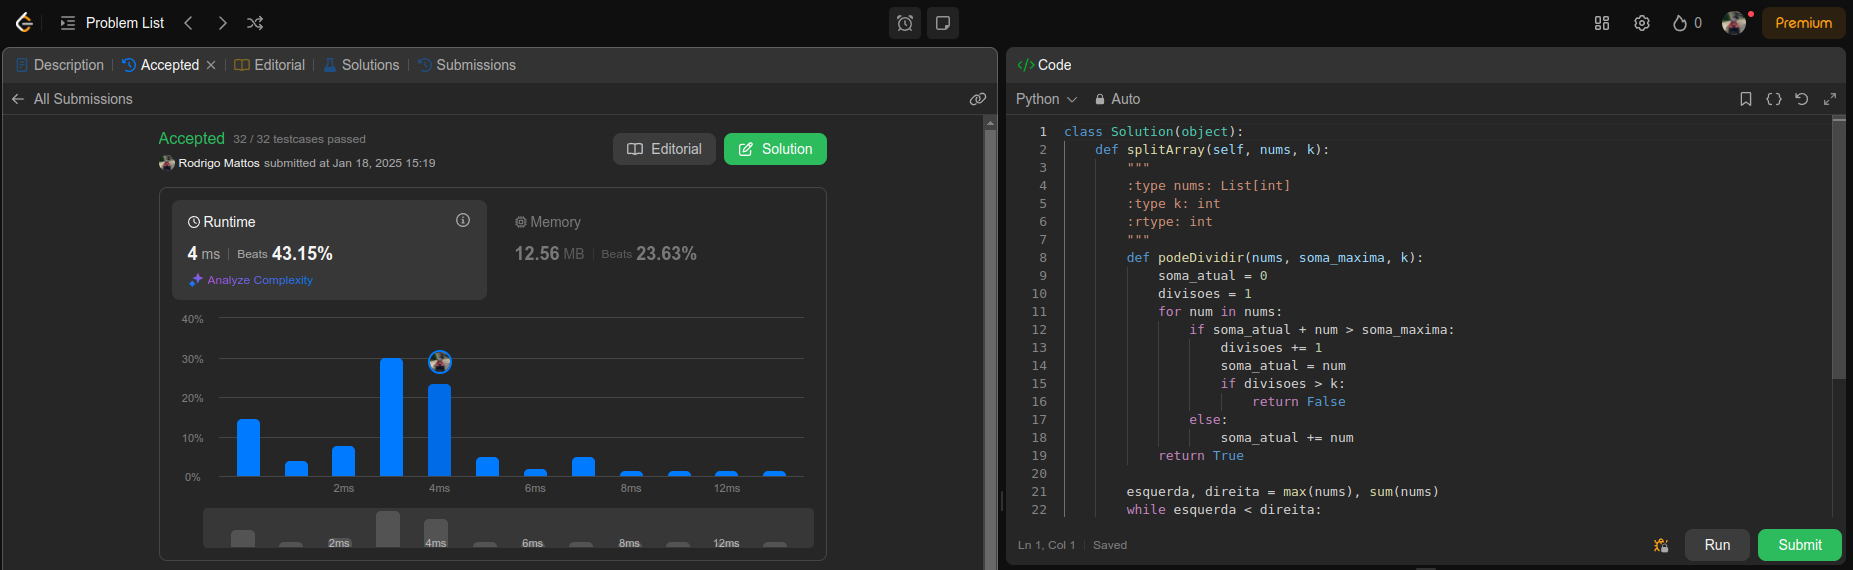 Problem List
0
Premium
Description
Accepted
Editorial
Solutions
Submissions
All Submissions
Accepted 32 / 32 testcases passed
Rodrigo Mattos submitted at Jan 18, 2025 15:19
Editorial
Solution
Runtime
4 ms Beats 43.15%
Analyze Complexity
Memory
12.56 MB Beats 23.63%
40%
30%
20%
10%
0%
2ms 4ms 6ms 8ms 12ms
2ms 4ms 6ms 8ms 12ms
</> Code
Python Auto
1 class Solution(object):
2 def splitArray(self, nums, k):
3 """
4 :type nums: List[int]
5 :type k: int
6 :rtype: int
7 """
8 def podeDividir(nums, soma_maxima, k):
9 soma_atual = 0
10 divisoes = 1
11 for num in nums:
12 if soma_atual + num > soma_maxima:
13 divisoes += 1
14 soma_atual = num
15 if divisoes > k:
16 return False
17 else:
18 soma_atual += num
19 return True
20
21 esquerda, direita = max(nums), sum(nums)
22 while esquerda < direita:
Ln 1, Col 1 Saved
Run
Submit